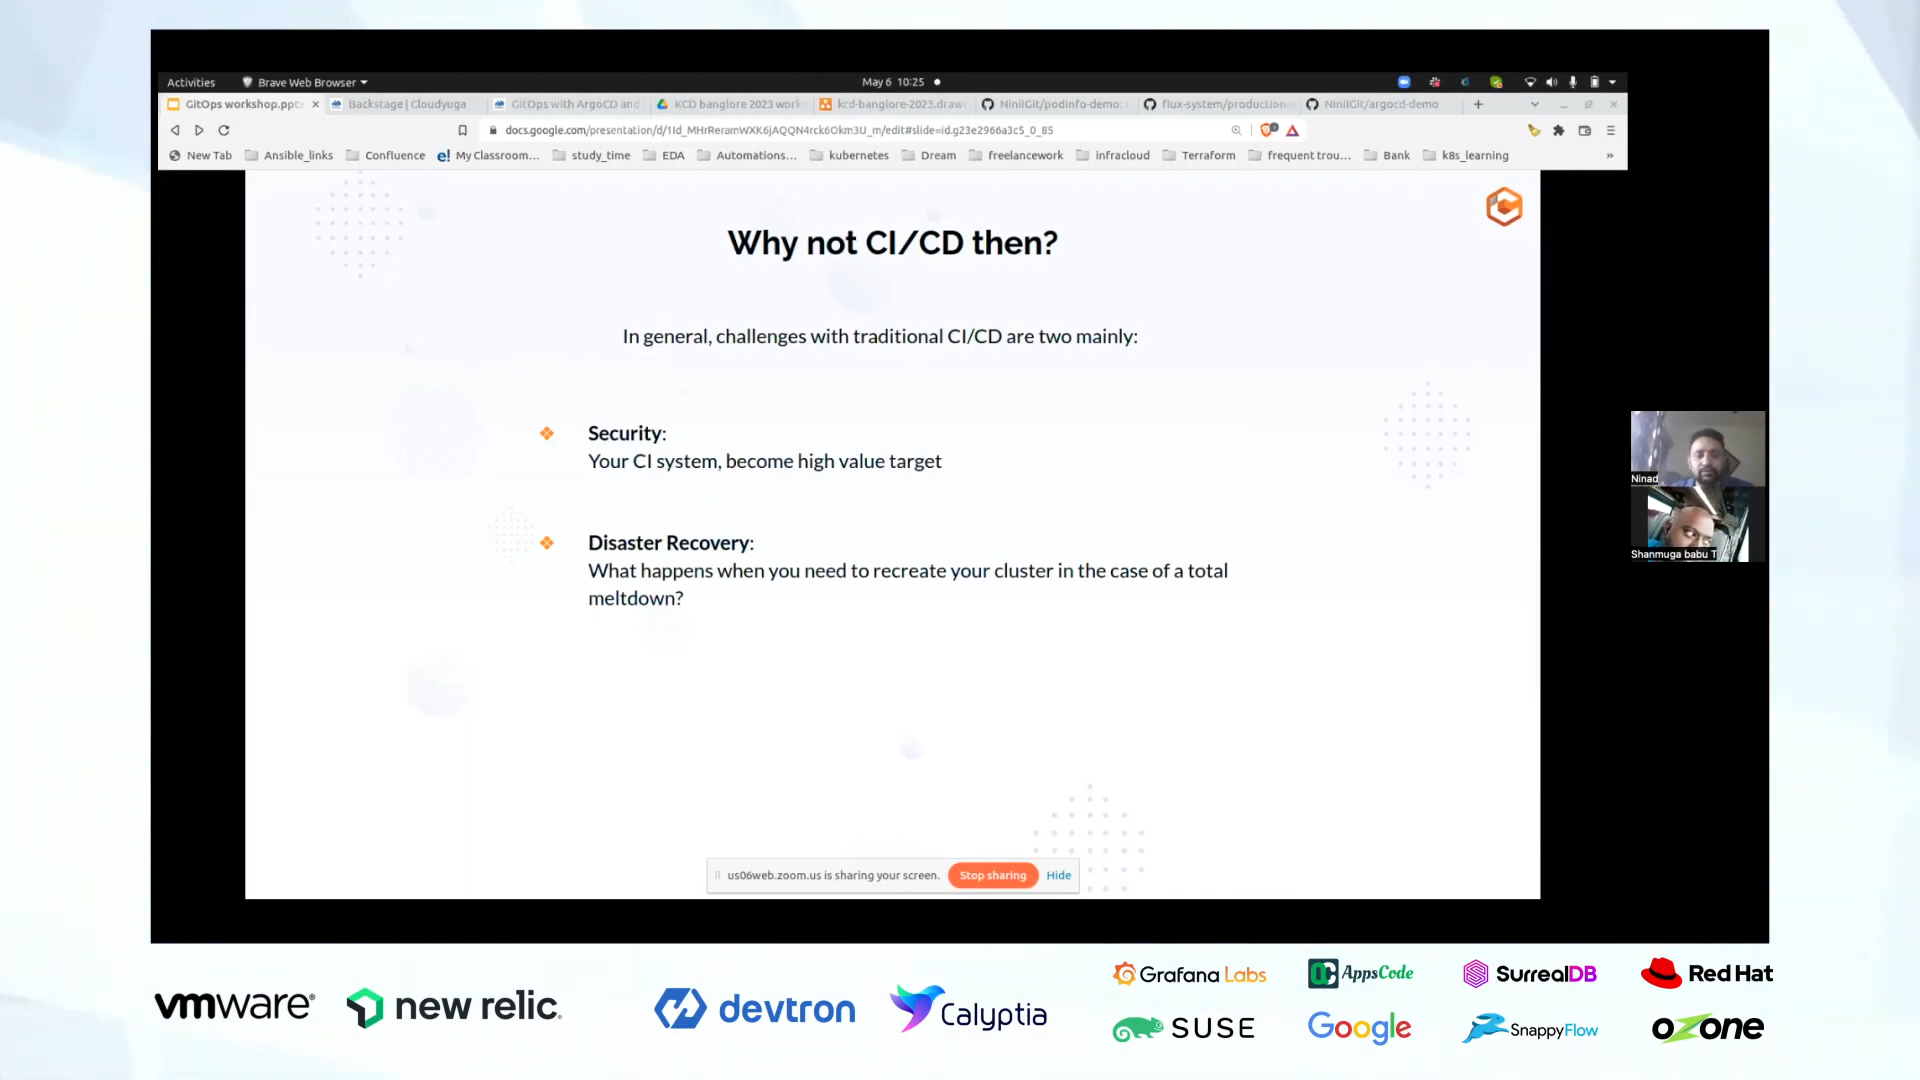 Activities
Brave Web Browser
May 6 10:25
GitOps workshop.ppt
Backstage | Cloudyuga
GitOps with ArgoCD and
KCD banglore 2023 work
kcd-banglore-2023.draw
NiniiGit/podinfo-demo:
flux-system/production
NiniiGit/argocd-demo
docs.google.com/presentation/d/1Id_MHrReramWXK6jAQQN4rck6Okm3U_m/edit#slide=id.g23e2966a3c5_0_85
New Tab
Ansible_links
Confluence
My Classroom...
study_time
EDA
Automations...
kubernetes
Dream
freelancework
infracloud
Terraform
frequent trou...
Bank
k8s_learning
Why not CI/CD then?
In general, challenges with traditional CI/CD are two mainly:
Security:
Your CI system, become high value target
Disaster Recovery:
What happens when you need to recreate your cluster in the case of a total
meltdown?
Ninad
Shanmuga babu T
us06web.zoom.us is sharing your screen.
Stop sharing
Hide
vmware®
new relic.
devtron
Calyptia
Grafana Labs
AppsCode
SurrealDB
Red Hat
SUSE
Google
SnappyFlow
ozone